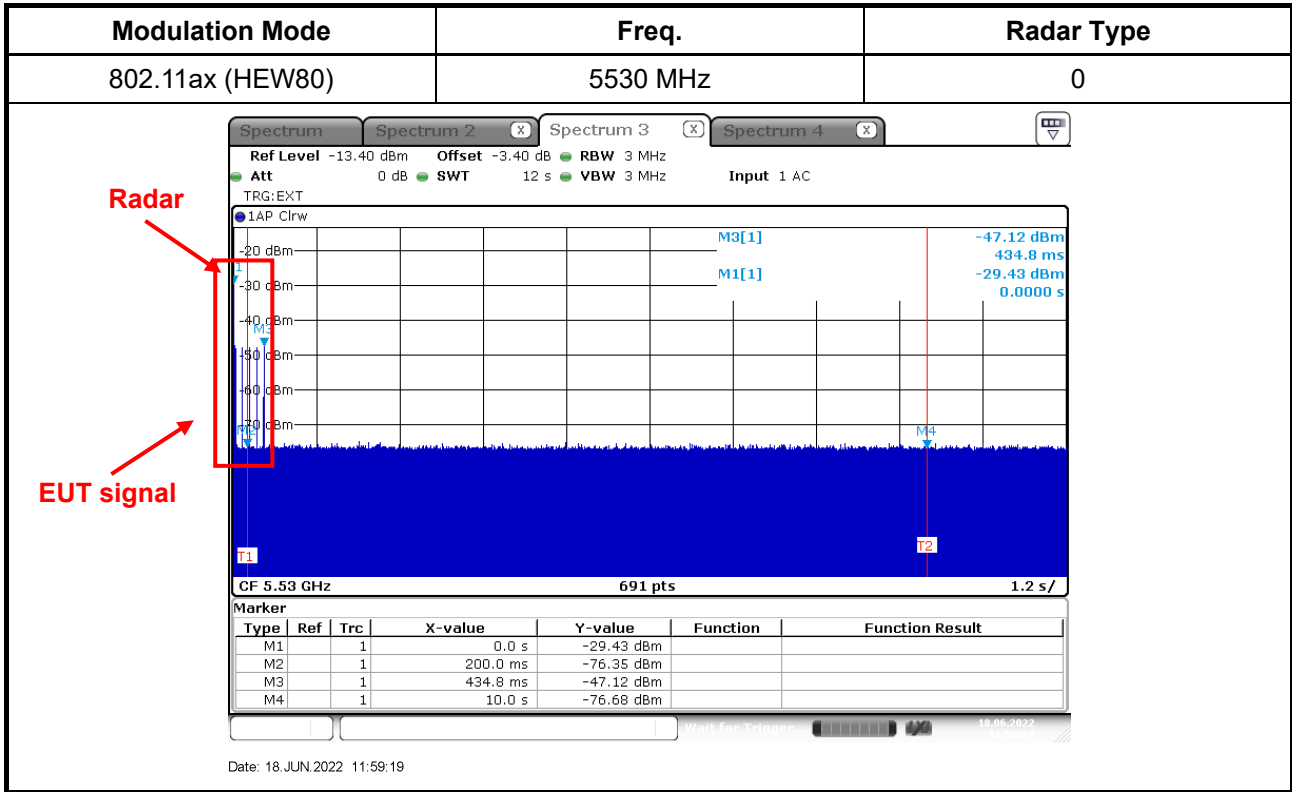 Modulation Mode Freq. Radar Type
802.11ax (HEW80) 5530 MHz 0
Spectrum Spectrum 2 X Spectrum 3 X Spectrum 4 X
Ref Level -13.40 dBm Offset -3.40 dB RBW 3 MHz
Att 0 dB SWT 12 s VBW 3 MHz Input 1 AC
TRG:EXT
1AP Clrw
Radar
M3[1] -47.12 dBm
434.8 ms
M1[1] -29.43 dBm
0.0000 s
-20 dBm
1
-30 dBm
-40 dBm
M3
-50 dBm
-60 dBm
-70 dBm
M2 M4
EUT signal
T1 T2
CF 5.53 GHz 691 pts 1.2 s/
Marker
Type Ref Trc X-value Y-value Function Function Result
M1 1 0.0 s -29.43 dBm
M2 1 200.0 ms -76.35 dBm
M3 1 434.8 ms -47.12 dBm
M4 1 10.0 s -76.68 dBm
Wait for Trigger... 18.06.2022
Date: 18.JUN.2022 11:59:19